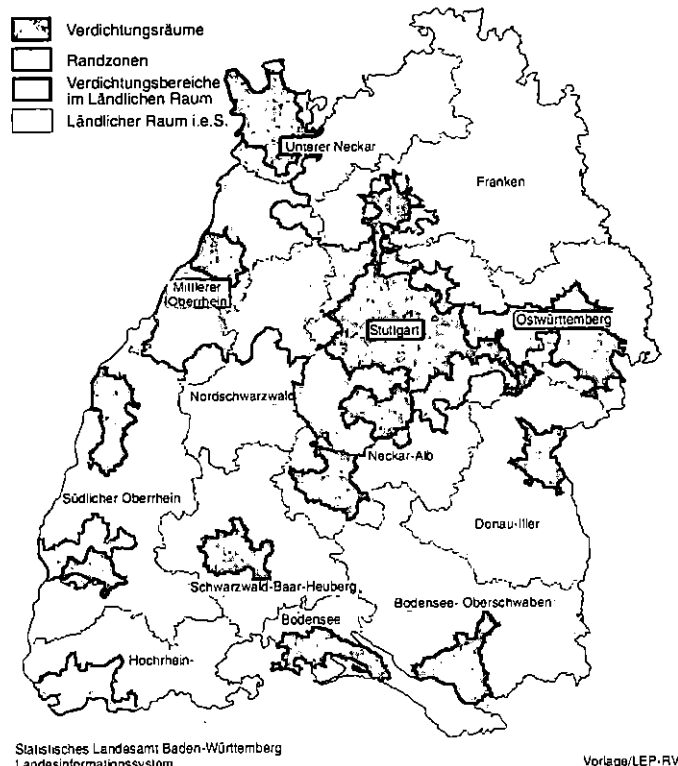 Verdichtungsräume
Randzonen
Verdichtungsbereiche
im Ländlichen Raum
Ländlicher Raum i.e.S.
Unterer Neckar
Franken
Mittlerer
Oberrhein
Stuttgart
Ostwürttemberg
Nordschwarzwald
Neckar-Alb
Südlicher Oberrhein
Donau-Iller
Schwarzwald-Baar-Heuberg
Bodensee-Oberschwaben
Bodensee
Hochrhein-
Statistisches Landesamt Baden-Württemberg
Landesinformationssystem
Vorlage/LEP-RV